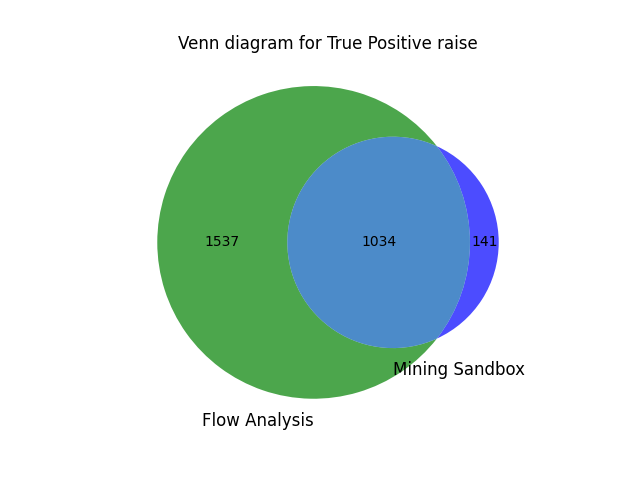 Venn diagram for True Positive raise
1537
1034
141
Mining Sandbox
Flow Analysis